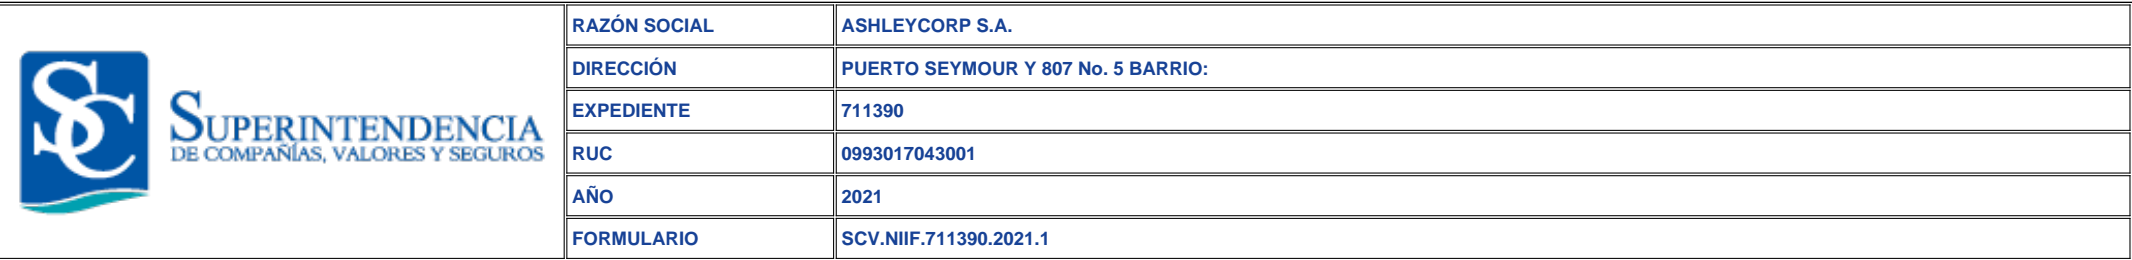 SC
SUPERINTENDENCIA
DE COMPAÑÍAS, VALORES Y SEGUROS
RAZÓN SOCIAL ASHLEYCORP S.A.
DIRECCIÓN PUERTO SEYMOUR Y 807 No. 5 BARRIO:
EXPEDIENTE 711390
RUC 0993017043001
AÑO 2021
FORMULARIO SCV.NIIF.711390.2021.1